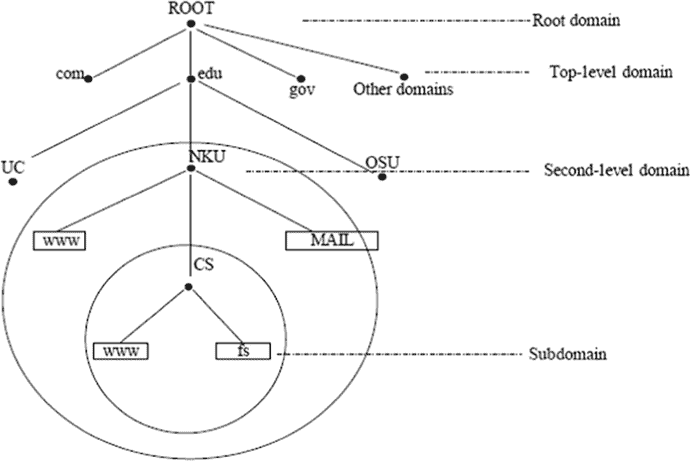 ROOT
Root domain
com
edu
gov
Other domains
Top-level domain
UC
NKU
OSU
Second-level domain
www
MAIL
CS
www
fs
Subdomain